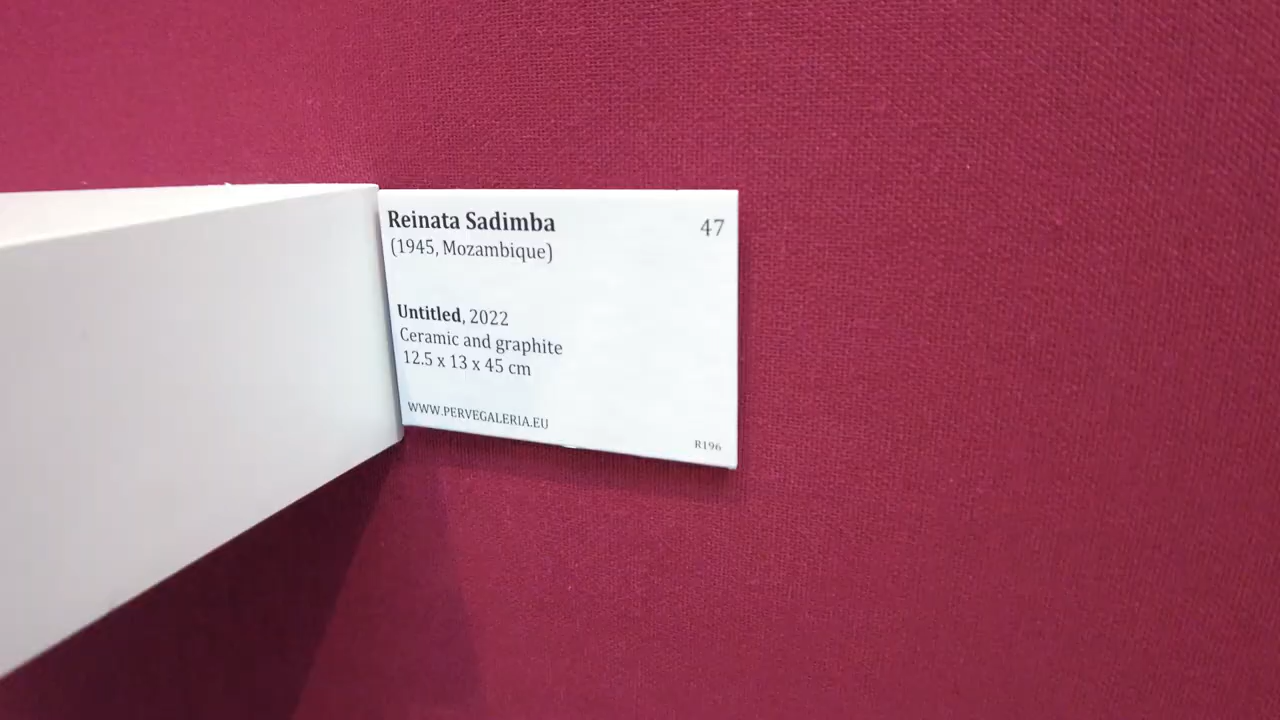 Reinata Sadimba
47
(1945, Mozambique)
Untitled, 2022
Ceramic and graphite
12.5 x 13 x 45 cm
WWW.PERVEGALERIA.EU
R196